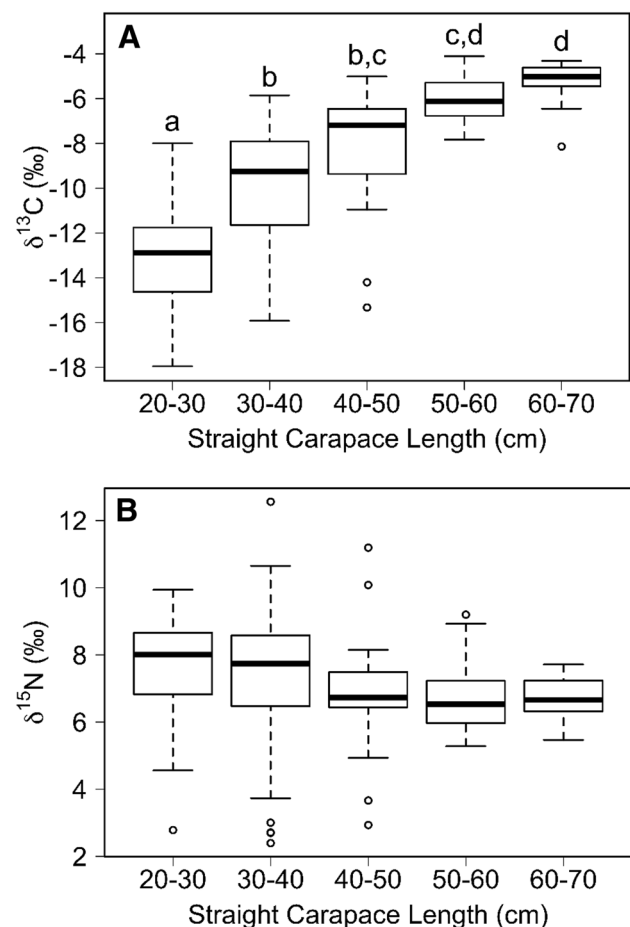 A
a
b
b,c
c,d
d
δ13C (‰)
-4
-6
-8
-10
-12
-14
-16
-18
20-30 30-40 40-50 50-60 60-70
Straight Carapace Length (cm)
B
δ15N (‰)
12
10
8
6
4
2
20-30 30-40 40-50 50-60 60-70
Straight Carapace Length (cm)